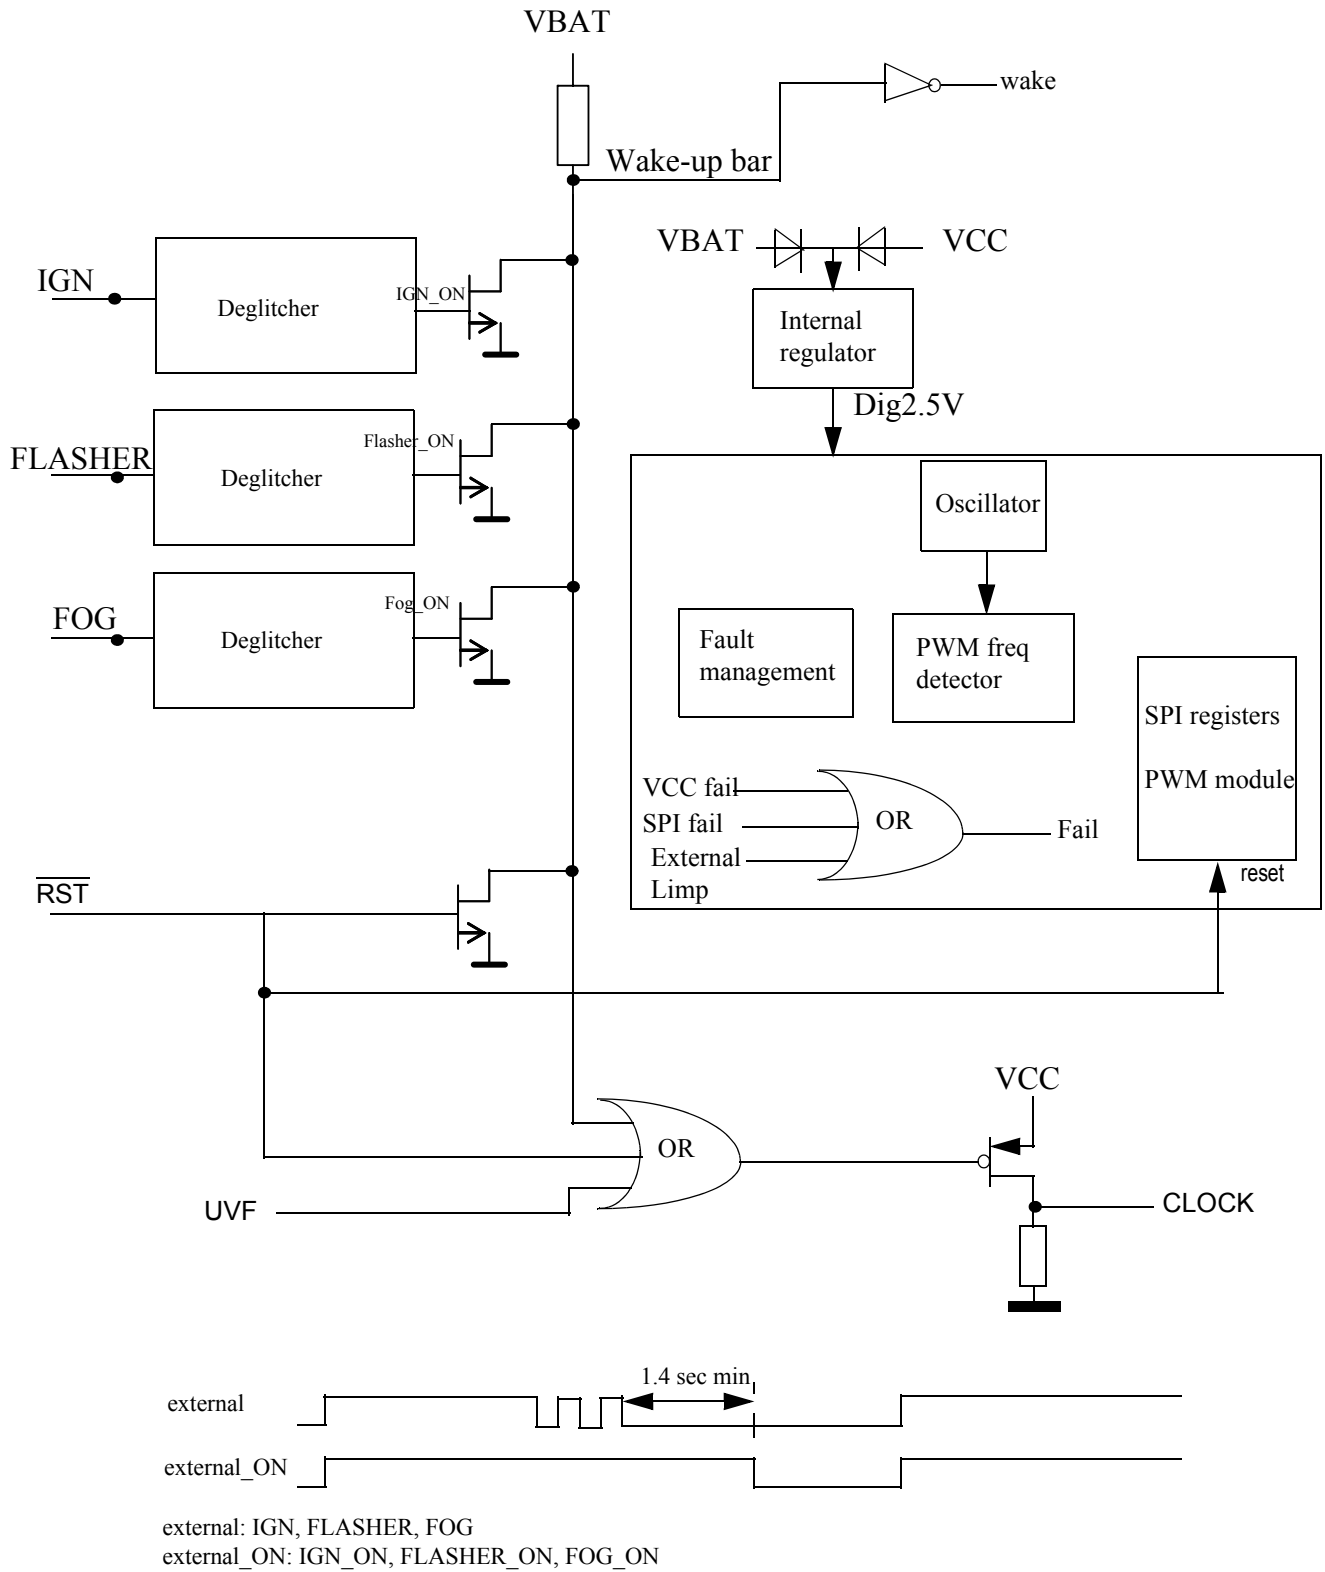 VBAT
wake
Wake-up bar
VBAT
VCC
IGN
Deglitcher
IGN_ON
Internal
regulator
Dig2.5V
FLASHER
Deglitcher
Flasher_ON
Oscillator
FOG
Deglitcher
Fog_ON
Fault
management
PWM freq
detector
SPI registers
PWM module
VCC fail
SPI fail
External
Limp
OR
Fail
reset
RST
VCC
OR
UVF
CLOCK
1.4 sec min
external
external_ON
external: IGN, FLASHER, FOG
external_ON: IGN_ON, FLASHER_ON, FOG_ON